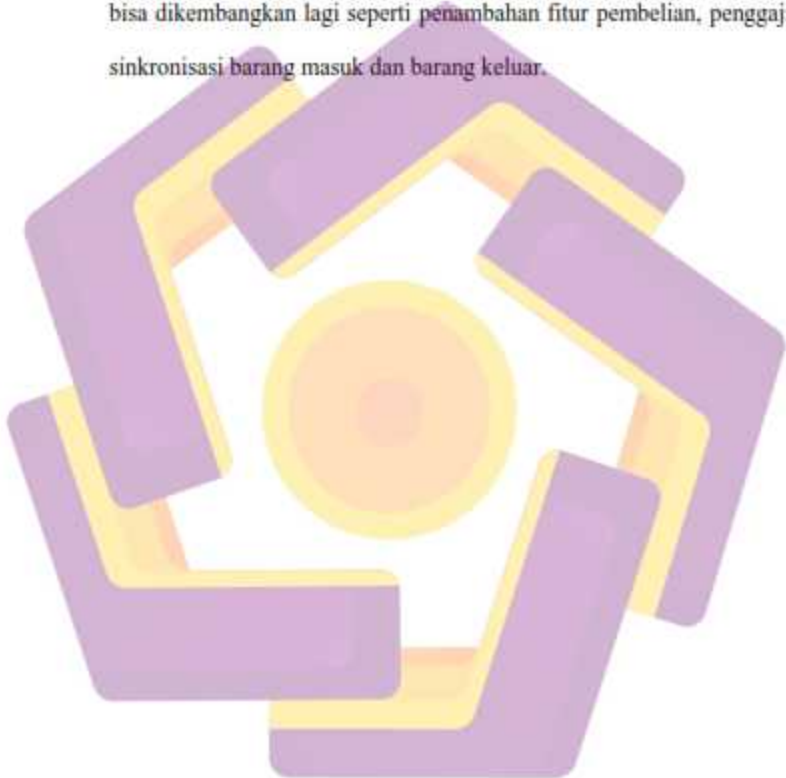 bisa dikembangkan lagi seperti penambahan fitur pembelian, penggaj
sinkronisasi barang masuk dan barang keluar.